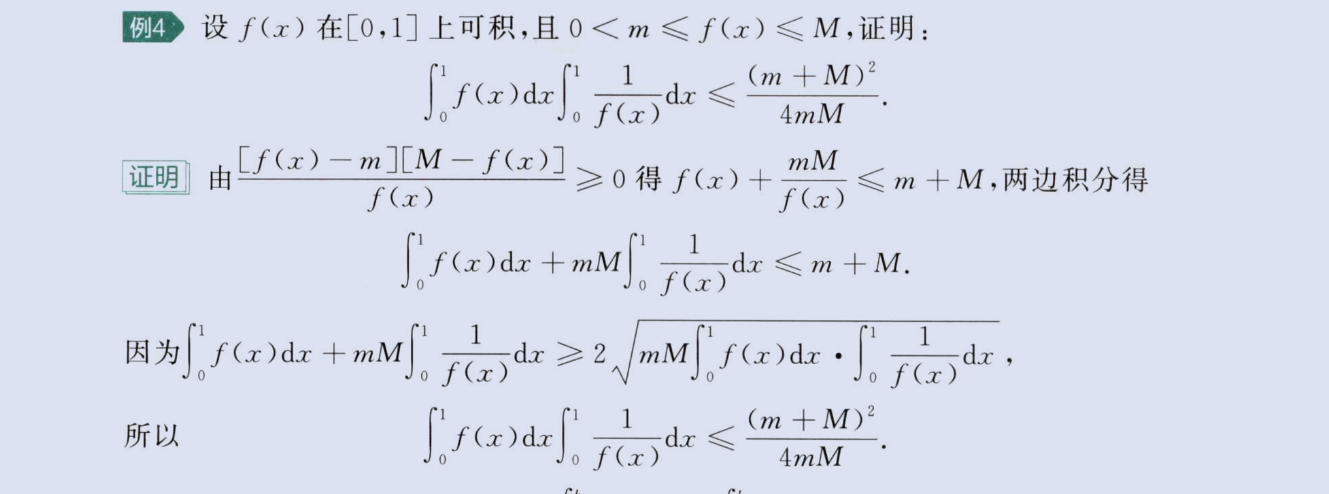 例4 设 f(x) 在[0,1]上可积,且 0 < m ⩽ f(x) ⩽ M,证明:
∫₀¹ f(x)dx ∫₀¹ 1/f(x) dx ⩽ (m + M)²/4mM.
证明 由 [f(x) − m][M − f(x)]/f(x) ⩾ 0 得 f(x) + mM/f(x) ⩽ m + M,两边积分得
∫₀¹ f(x)dx + mM ∫₀¹ 1/f(x) dx ⩽ m + M.
因为 ∫₀¹ f(x)dx + mM ∫₀¹ 1/f(x) dx ⩾ 2√(mM ∫₀¹ f(x)dx · ∫₀¹ 1/f(x) dx) ,
所以 ∫₀¹ f(x)dx ∫₀¹ 1/f(x) dx ⩽ (m + M)²/4mM.